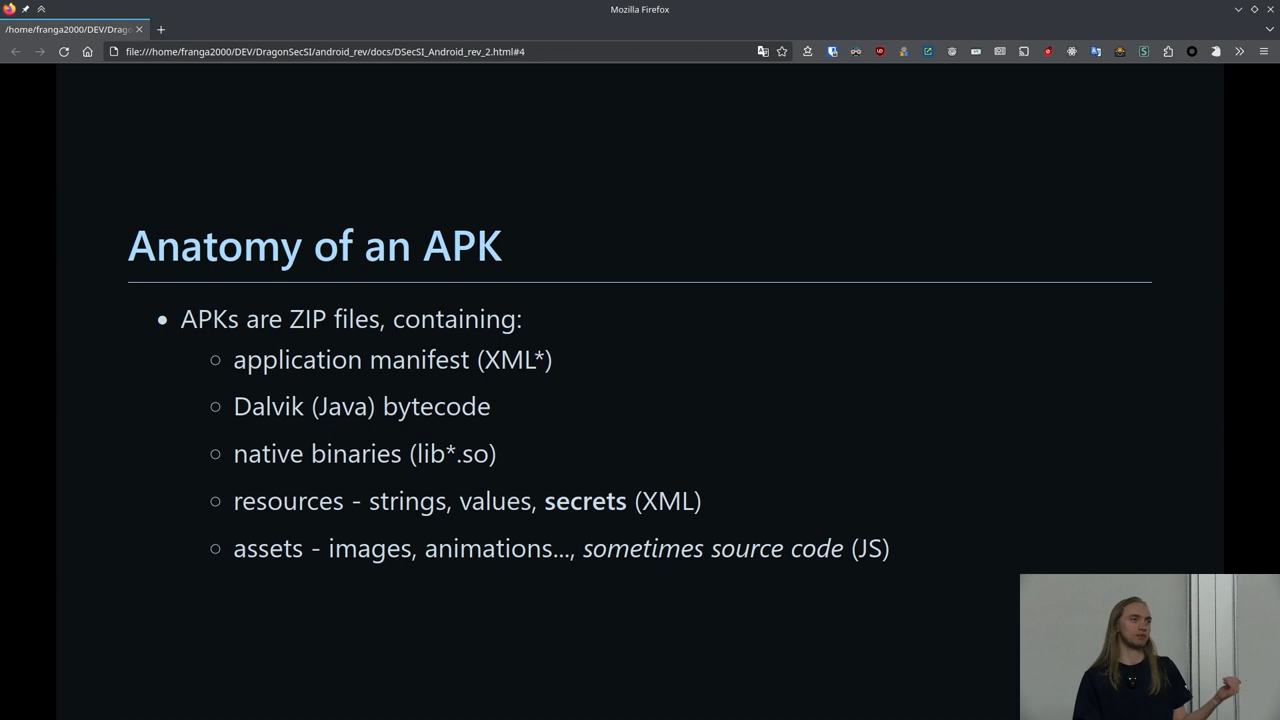 Mozilla Firefox
/home/franga2000/DEV/Drago
file:///home/franga2000/DEV/DragonSecSI/android_rev/docs/DSecSI_Android_rev_2.html#4
Anatomy of an APK
• APKs are ZIP files, containing:
○ application manifest (XML*)
○ Dalvik (Java) bytecode
○ native binaries (lib*.so)
○ resources - strings, values, secrets (XML)
○ assets - images, animations..., sometimes source code (JS)